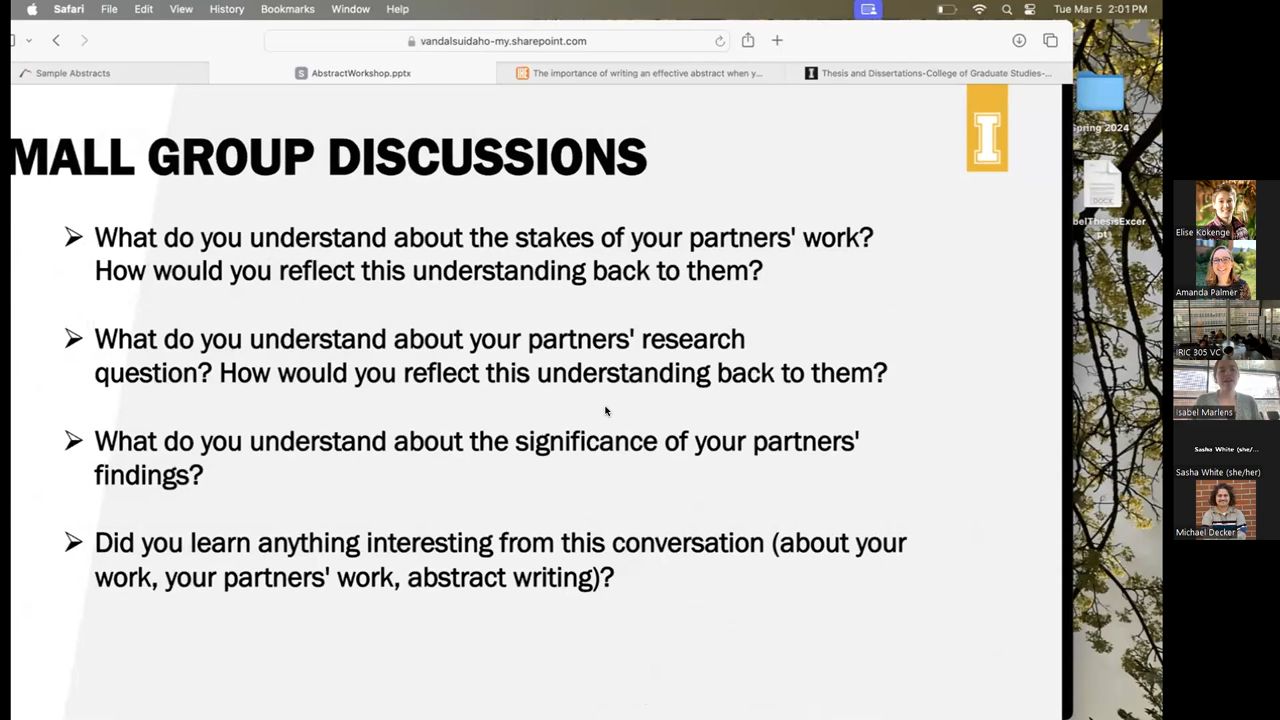 Safari File Edit View History Bookmarks Window Help Tue Mar 5 2:01 PM
vandalsuidaho-my.sharepoint.com
Sample Abstracts
S AbstractWorkshop.pptx
The importance of writing an effective abstract when y...
I Thesis and Dissertations-College of Graduate Studies-...
MALL GROUP DISCUSSIONS
I
➢ What do you understand about the stakes of your partners' work?
How would you reflect this understanding back to them?
➢ What do you understand about your partners' research
question? How would you reflect this understanding back to them?
➢ What do you understand about the significance of your partners'
findings?
➢ Did you learn anything interesting from this conversation (about your
work, your partners' work, abstract writing)?
Spring 2024
DOCX
belThesisExcer
pt
Elise Kokenge
Amanda Palmer
IRIC 305 VC
Isabel Marlens
Sasha White (she/...
Sasha White (she/her)
Michael Decker